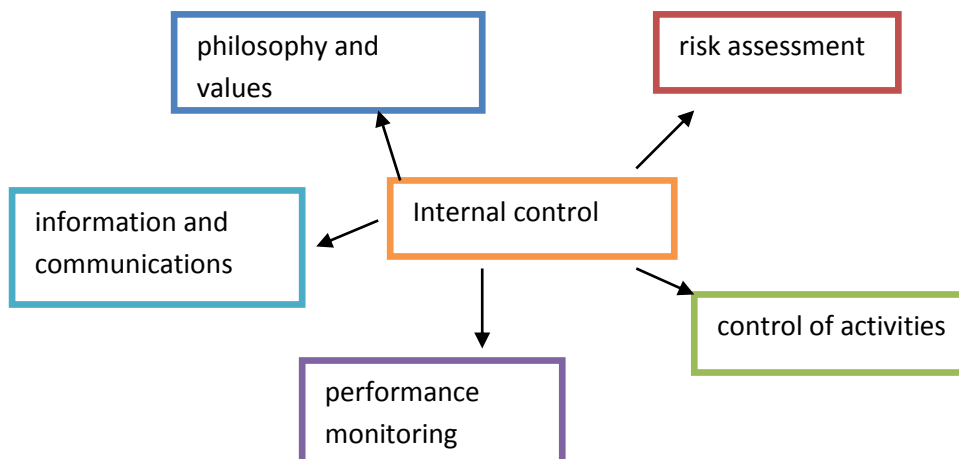 philosophy and
values
risk assessment
Internal control
information and
communications
control of activities
performance
monitoring